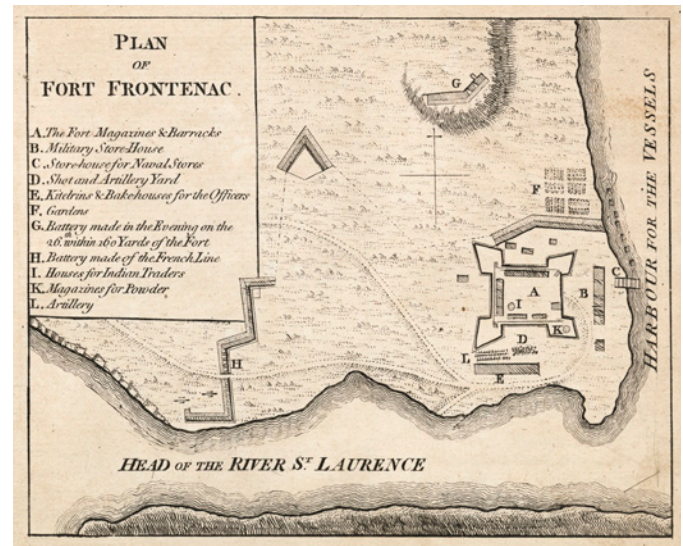 PLAN
OF
FORT FRONTENAC.
A. The Fort Magazines & Barracks
B. Military Store-House
C. Storehouse for Naval Stores
D. Shot and Artillery Yard
E. Kitchins & Bakehouses for the Officers
F. Gardens
G. Battery made in the Evening on the
26.th within 160 Yards of the Fort
H. Battery made of the French Line
I. Houses for Indian Traders
K. Magazines for Powder
L. Artillery
G
F
HARBOUR FOR THE VESSELS
C
A
B
I
K
D
L
E
H
HEAD OF THE RIVER S.T LAURENCE